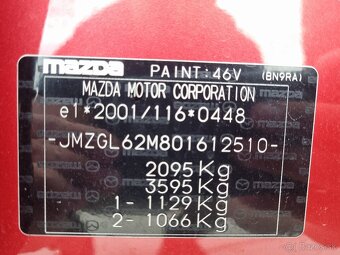 mazda PAINT:46V (BN9RA)
MAZDA MOTOR CORPORATION
e1*2001/116*0448
-JMZGL62M801612510-
2095Kg
3595Kg
1- 1129Kg
2- 1066Kg